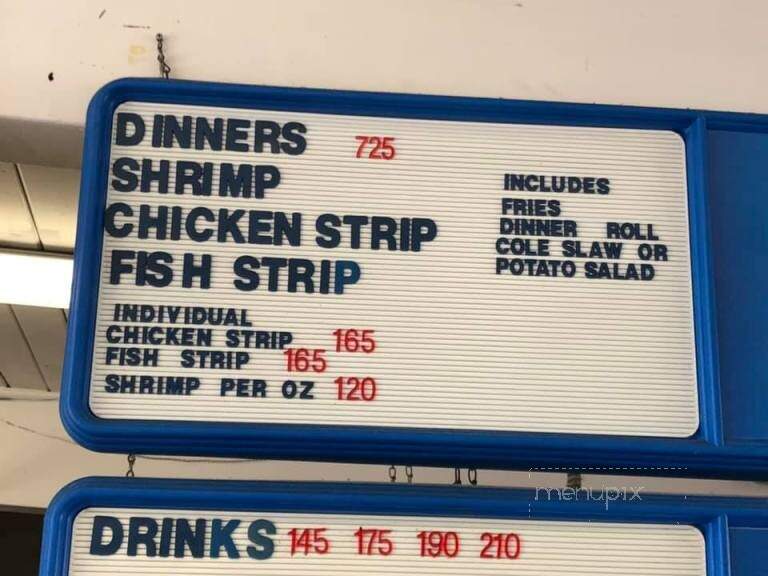 DINNERS 725
SHRIMP
CHICKEN STRIP
FISH STRIP
INCLUDES
FRIES
DINNER ROLL
COLE SLAW OR
POTATO SALAD
INDIVIDUAL
CHICKEN STRIP 165
FISH STRIP 165
SHRIMP PER OZ 120
menupix
DRINKS 145 175 190 210